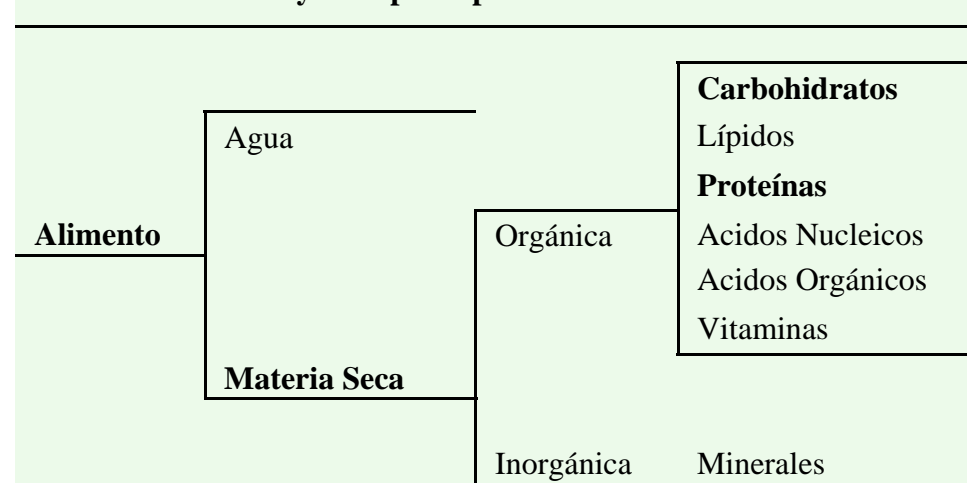 Carbohidratos
Agua
Lípidos
Proteínas
Alimento
Orgánica
Acidos Nucleicos
Acidos Orgánicos
Vitaminas
Materia Seca
Inorgánica
Minerales